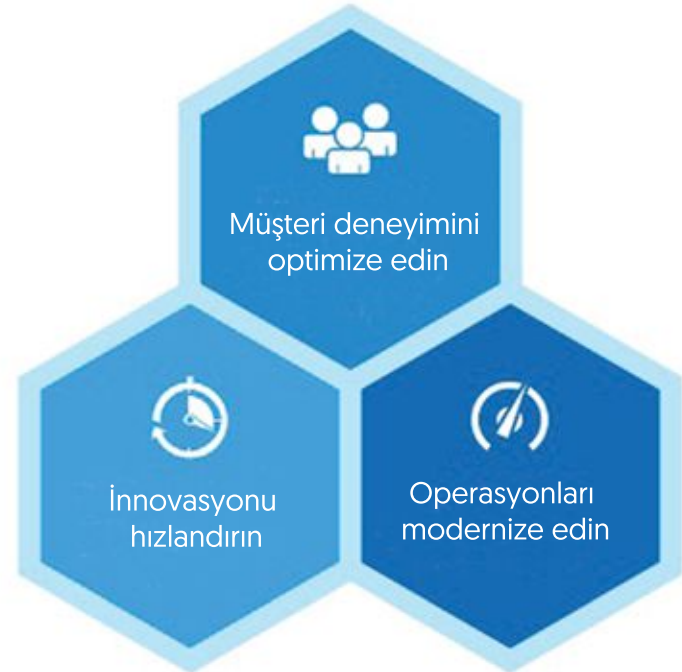 Müşteri deneyimini
optimize edin
İnnovasyonu
hızlandırın
Operasyonları
modernize edin